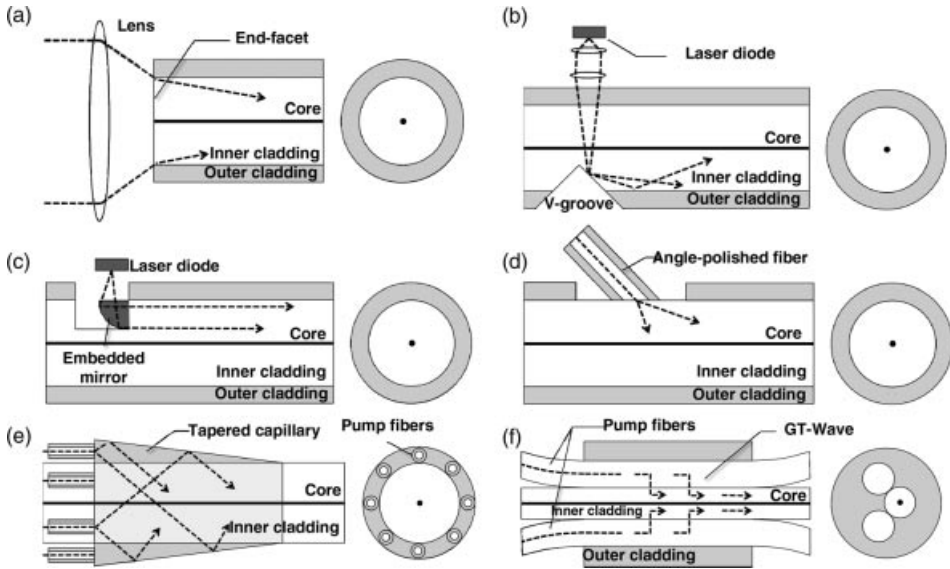 (a)
Lens
End-facet
Core
Inner cladding
Outer cladding
(b)
Laser diode
Core
Inner cladding
V-groove
Outer cladding
(c)
Laser diode
Core
Embedded
mirror
Inner cladding
Outer cladding
(d)
Angle-polished fiber
Core
Inner cladding
Outer cladding
(e)
Tapered capillary
Pump fibers
Core
Inner cladding
(f)
Pump fibers
GT-Wave
Core
Inner cladding
Outer cladding